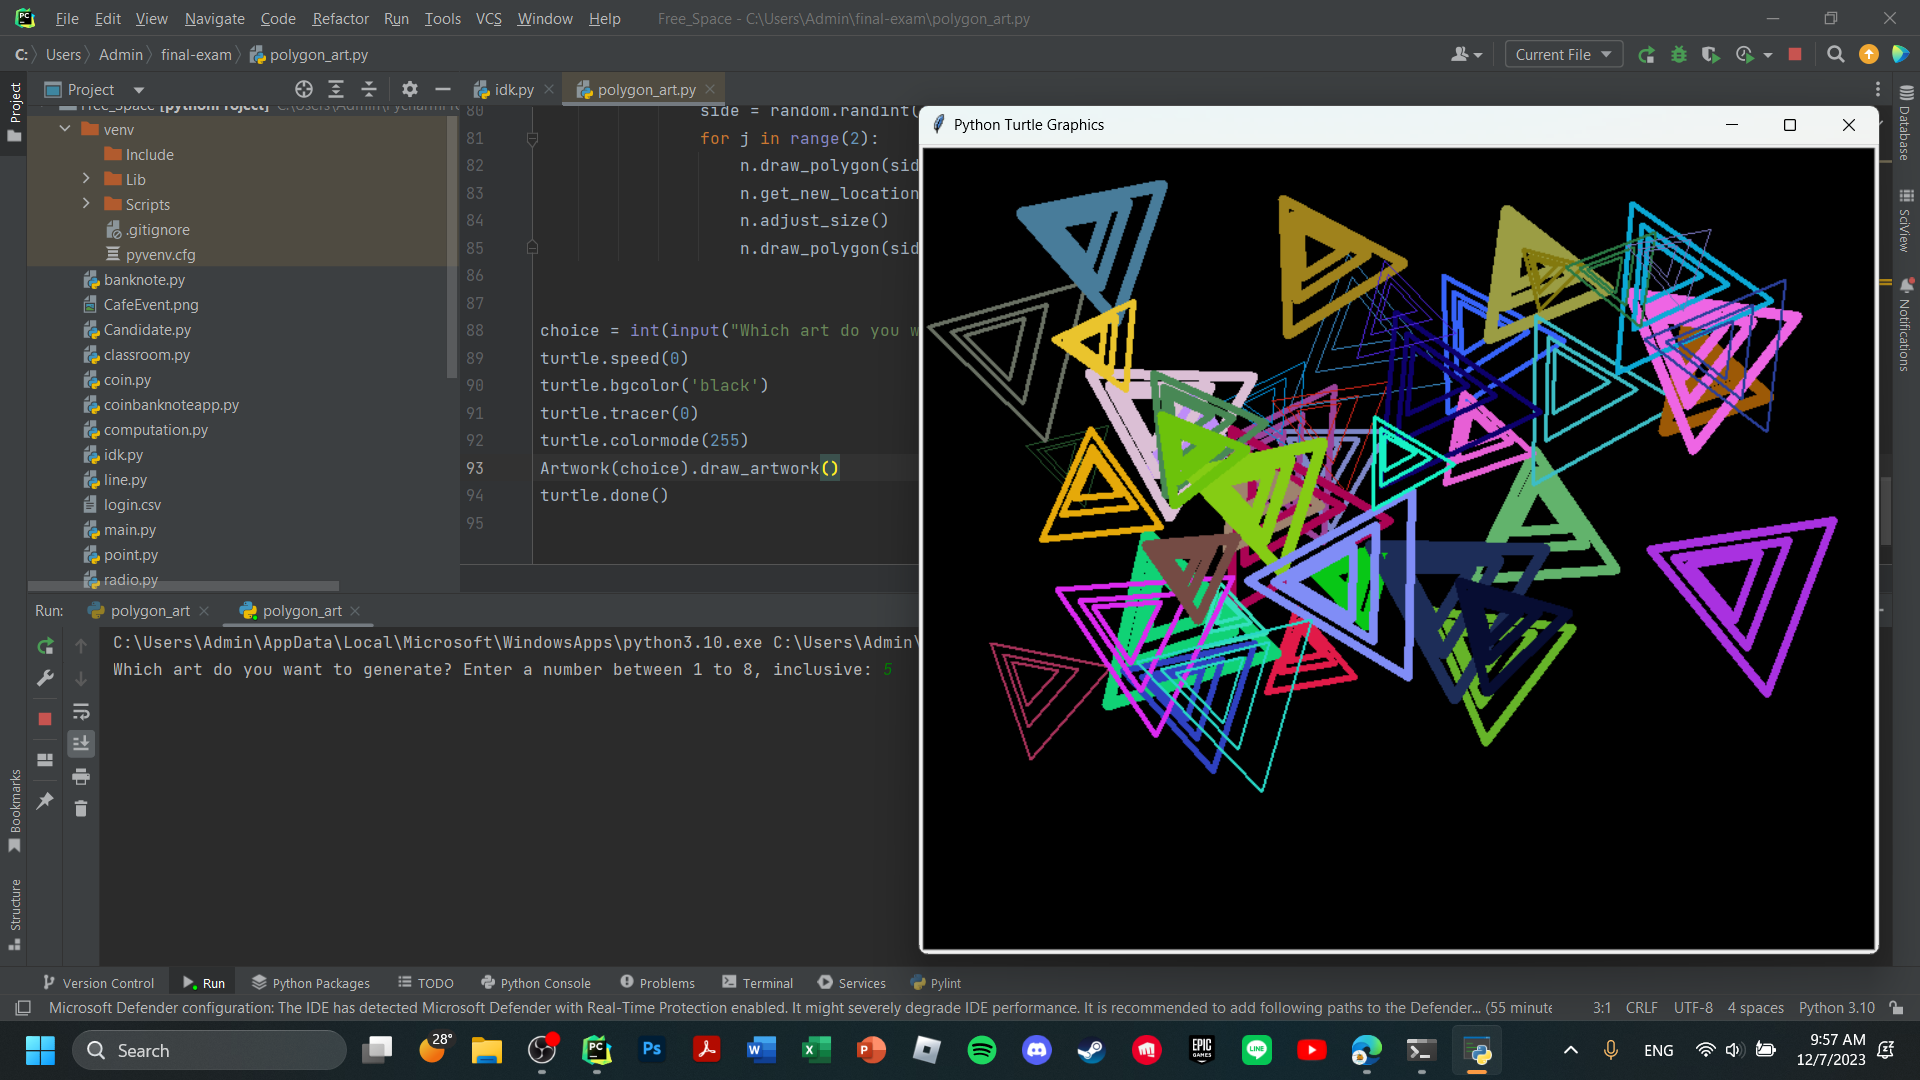 File Edit View Navigate Code Refactor Run Tools VCS Window Help Free_Space - C:\Users\Admin\final-exam\polygon_art.py
C: Users Admin final-exam polygon_art.py
Current File
Project
idk.py
polygon_art.py
Project
venv
Include
Lib
Scripts
.gitignore
pyvenv.cfg
banknote.py
CafeEvent.png
Candidate.py
classroom.py
coin.py
coinbanknoteapp.py
computation.py
idk.py
line.py
login.csv
main.py
point.py
radio.py
80 side = random.randint(
81 for j in range(2):
82 n.draw_polygon(sid
83 n.get_new_location
84 n.adjust_size()
85 n.draw_polygon(sid
86
87
88 choice = int(input("Which art do you w
89 turtle.speed(0)
90 turtle.bgcolor('black')
91 turtle.tracer(0)
92 turtle.colormode(255)
93 Artwork(choice).draw_artwork()
94 turtle.done()
95
Python Turtle Graphics
Database
SciView
Notifications
Run: polygon_art polygon_art
C:\Users\Admin\AppData\Local\Microsoft\WindowsApps\python3.10.exe C:\Users\Admin\
Which art do you want to generate? Enter a number between 1 to 8, inclusive: 5
Bookmarks
Structure
Version Control Run Python Packages TODO Python Console Problems Terminal Services Pylint
Microsoft Defender configuration: The IDE has detected Microsoft Defender with Real-Time Protection enabled. It might severely degrade IDE performance. It is recommended to add following paths to the Defender... (55 minute 3:1 CRLF UTF-8 4 spaces Python 3.10
Search
28°
ENG
9:57 AM
12/7/2023